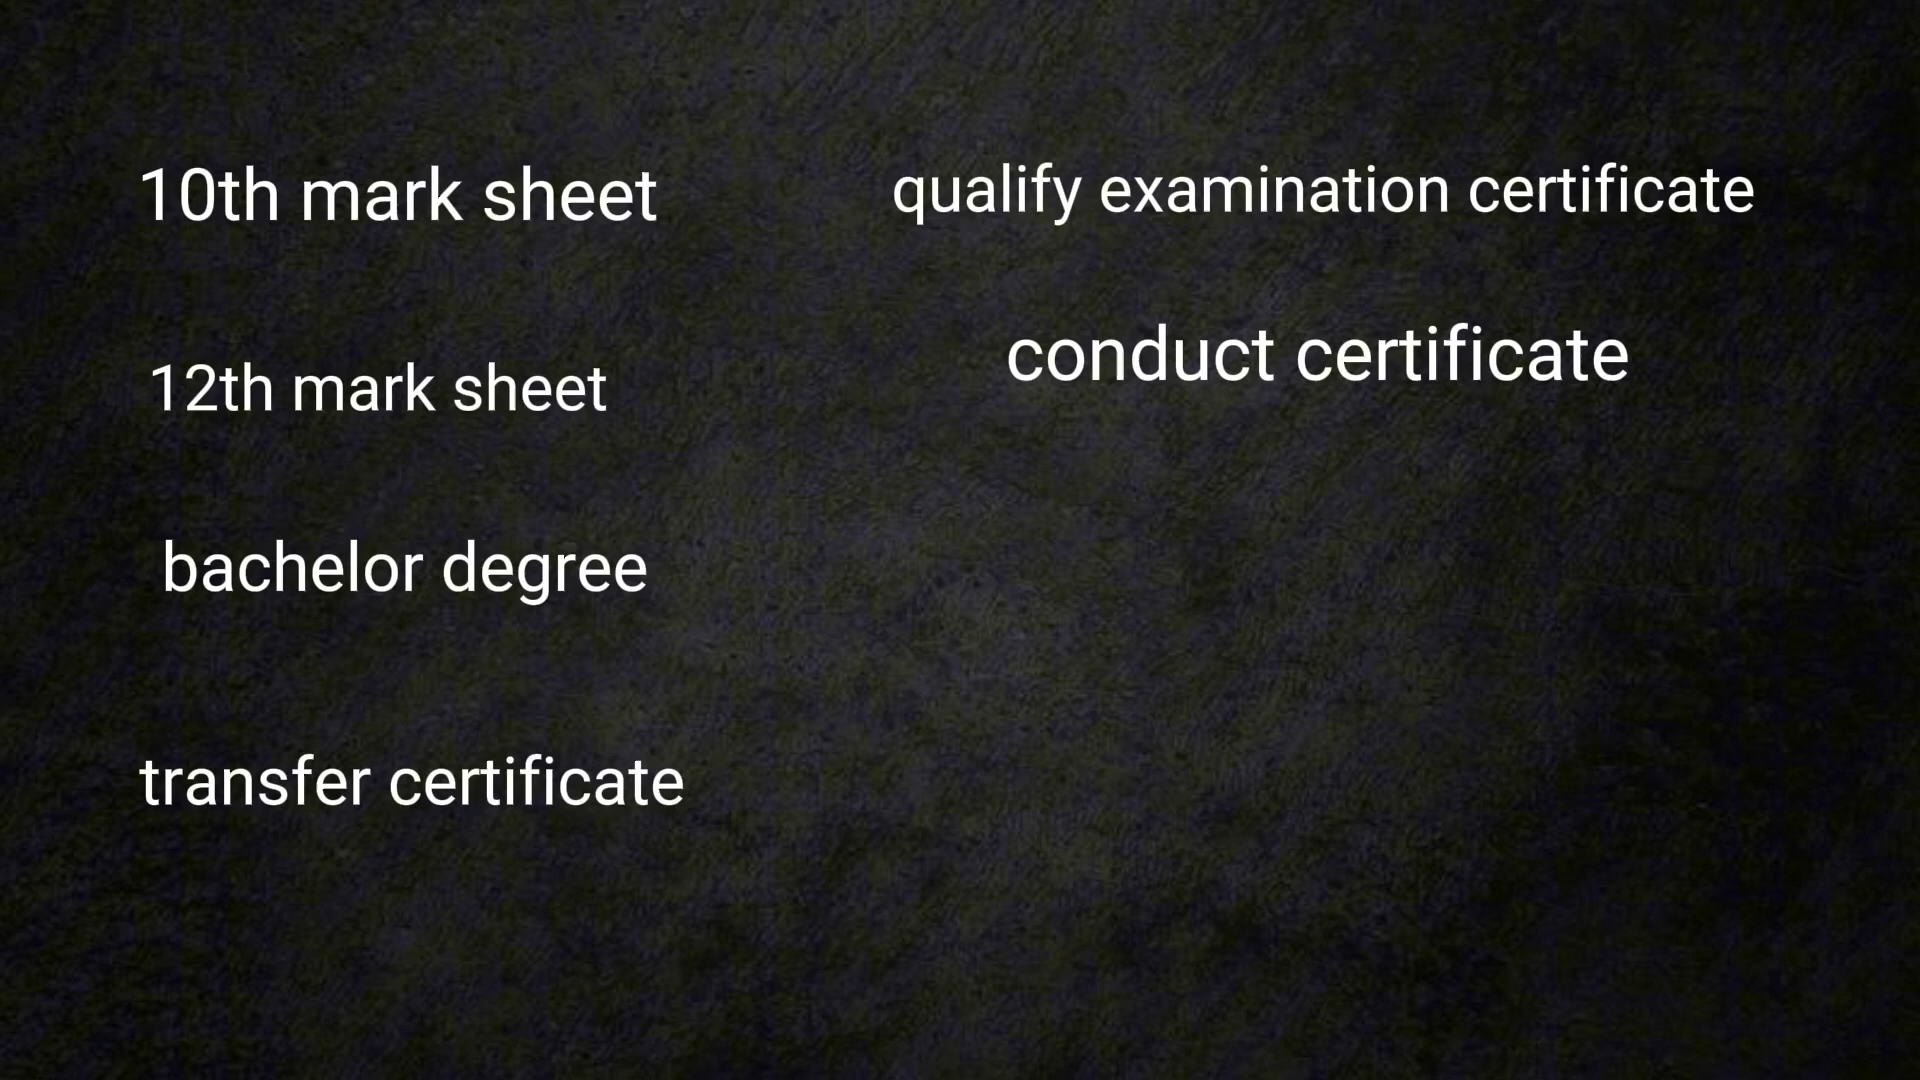 10th mark sheet
12th mark sheet
bachelor degree
transfer certificate
qualify examination certificate
conduct certificate